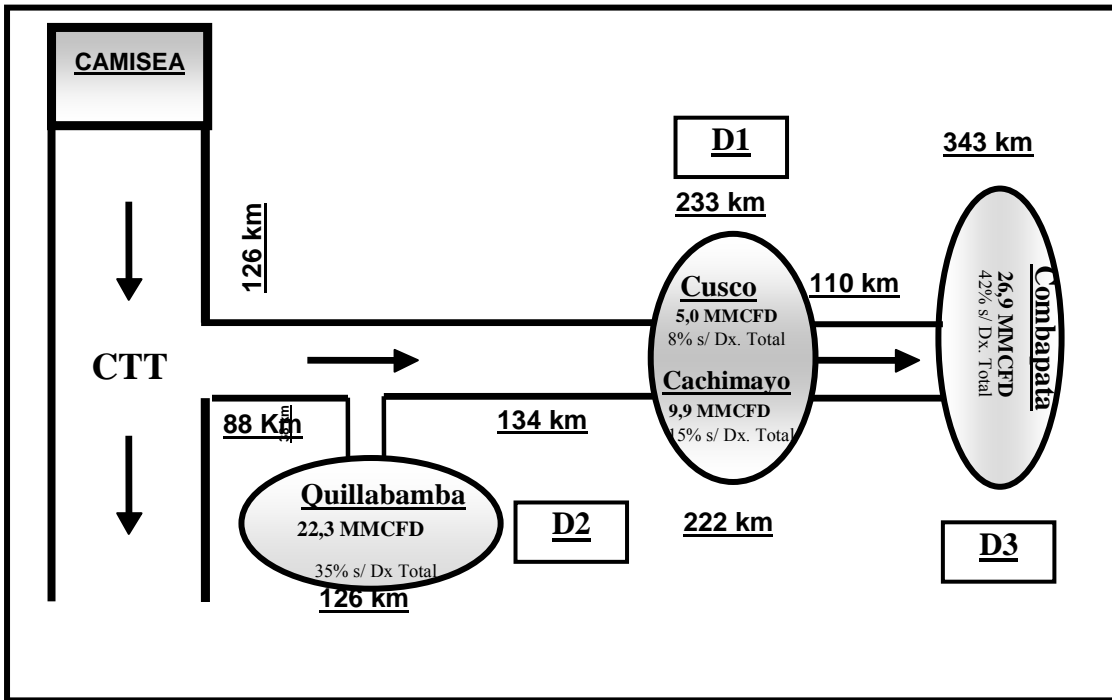 CAMISEA
D1
343 km
233 km
126 km
Cusco
5,0 MMCFD
8% s/ Dx. Total
110 km
Combapata
26,9 MMCFD
42% s/ Dx. Total
CTT
Cachimayo
9,9 MMCFD
15% s/ Dx. Total
88 Km
134 km
Quillabamba
22,3 MMCFD
35% s/ Dx Total
126 km
D2
222 km
D3